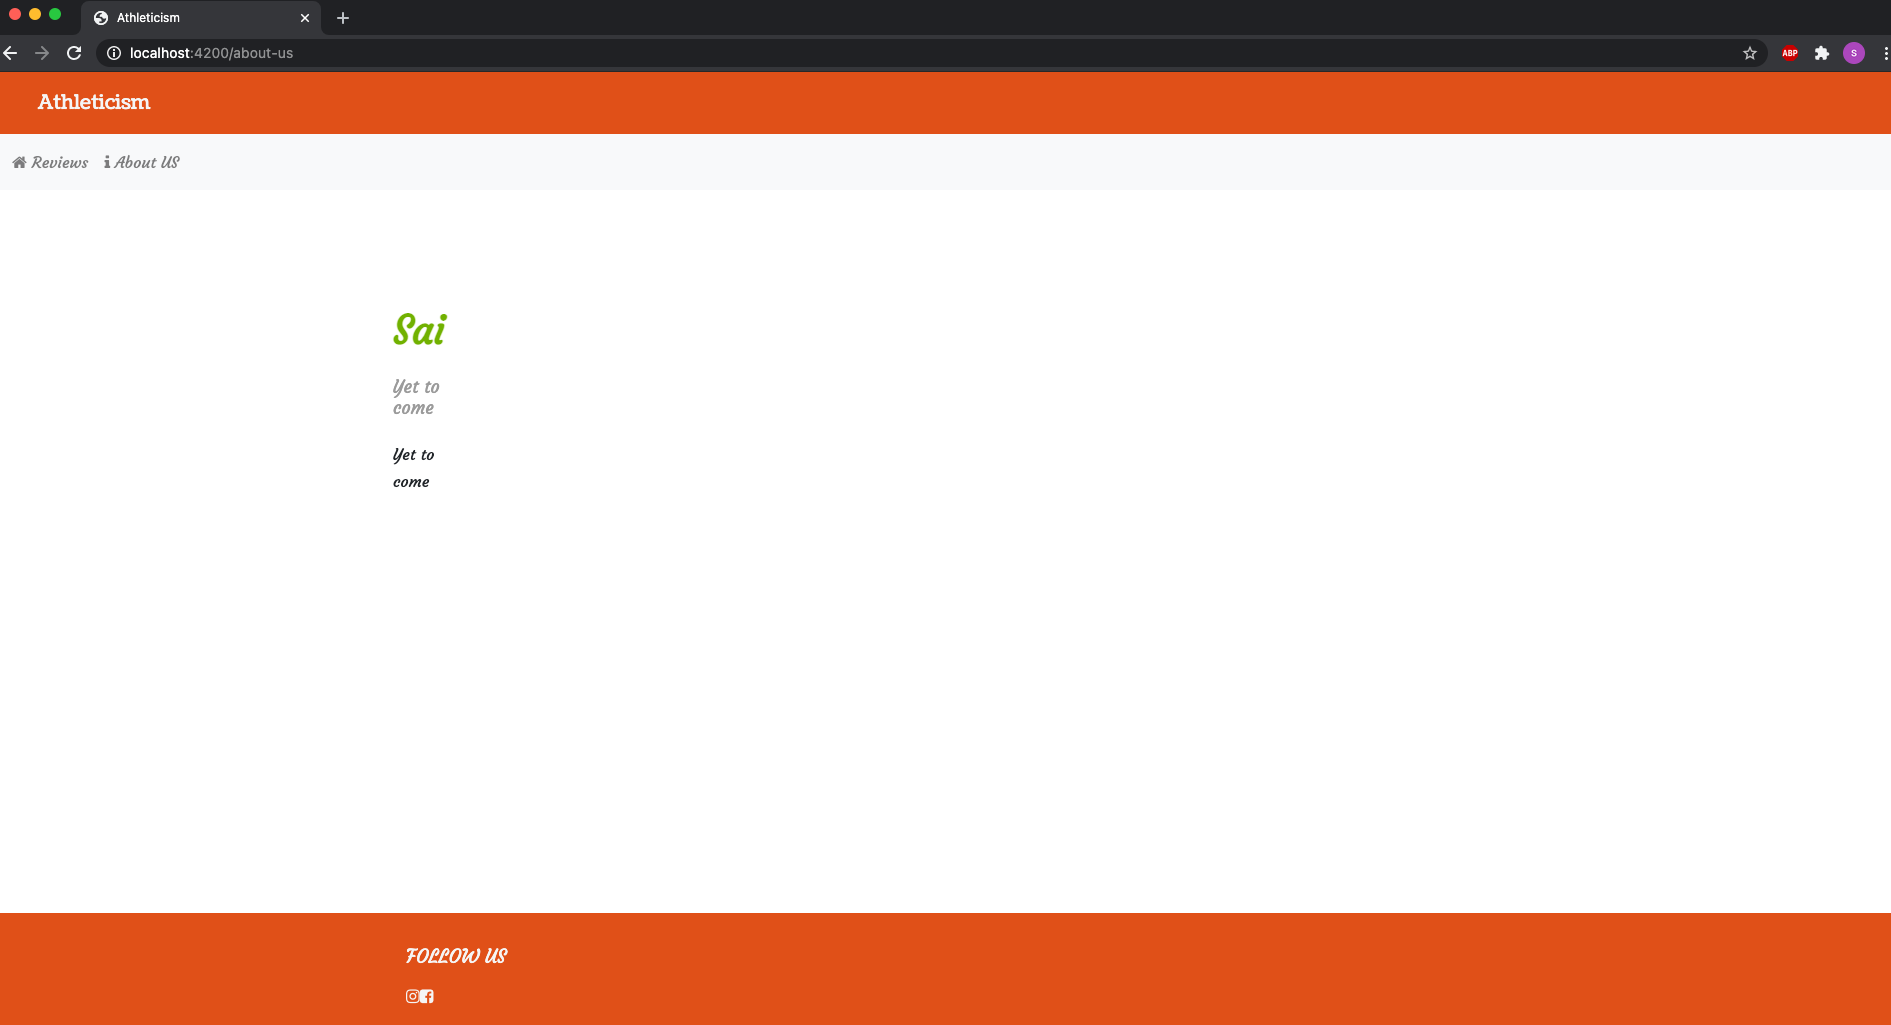 Athleticism
localhost:4200/about-us
ABP
S
Athleticism
Reviews About US
Sai
Yet to
come
Yet to
come
FOLLOW US